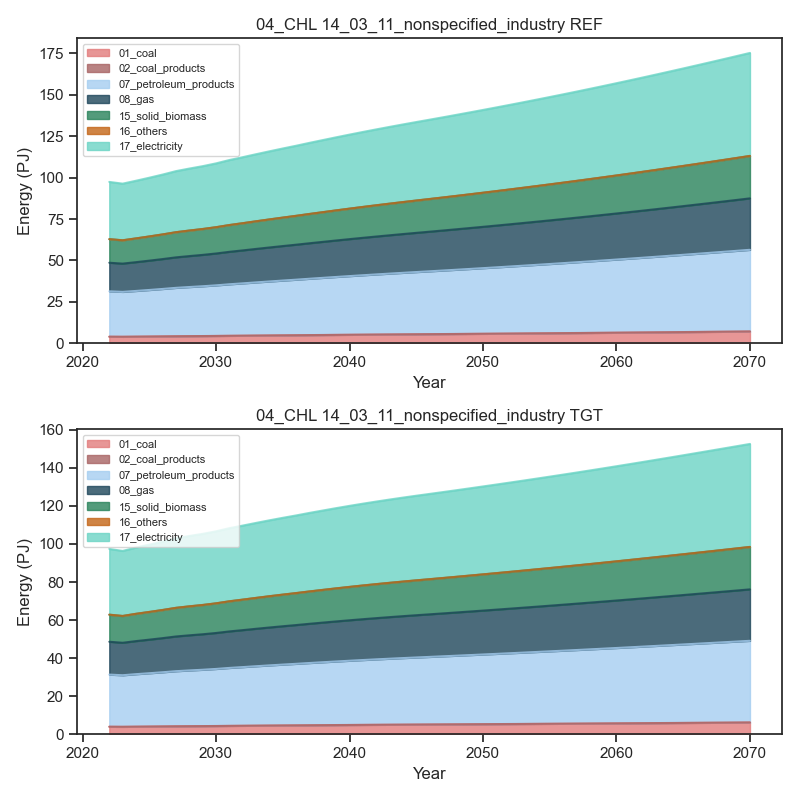 04_CHL 14_03_11_nonspecified_industry REF
175
150
125
100
75
50
25
0
Energy (PJ)
01_coal
02_coal_products
07_petroleum_products
08_gas
15_solid_biomass
16_others
17_electricity
2020 2030 2040 2050 2060 2070
Year
04_CHL 14_03_11_nonspecified_industry TGT
160
140
120
100
80
60
40
20
0
Energy (PJ)
01_coal
02_coal_products
07_petroleum_products
08_gas
15_solid_biomass
16_others
17_electricity
2020 2030 2040 2050 2060 2070
Year